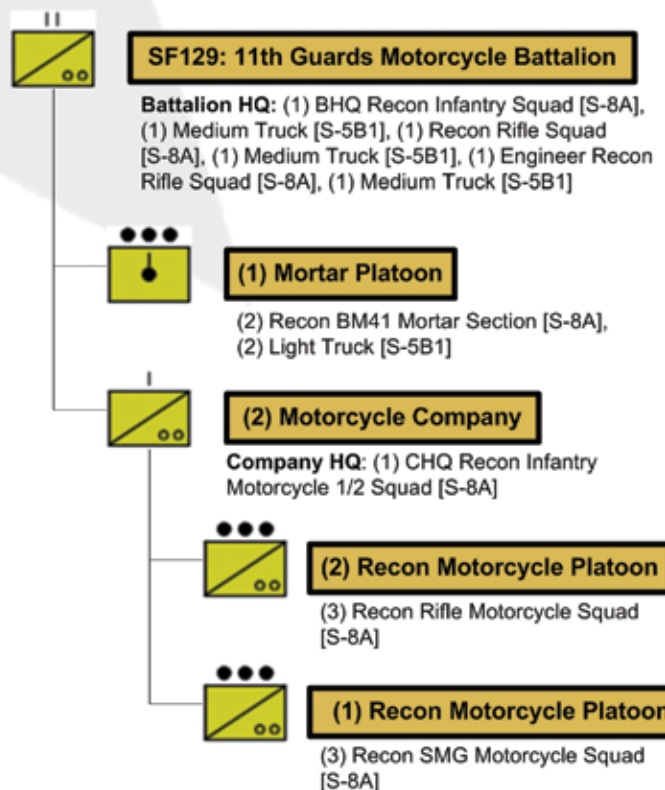 SF129: 11th Guards Motorcycle Battalion
Battalion HQ: (1) BHQ Recon Infantry Squad [S-8A],
(1) Medium Truck [S-5B1], (1) Recon Rifle Squad
[S-8A], (1) Medium Truck [S-5B1], (1) Engineer Recon
Rifle Squad [S-8A], (1) Medium Truck [S-5B1]
(1) Mortar Platoon
(2) Recon BM41 Mortar Section [S-8A],
(2) Light Truck [S-5B1]
(2) Motorcycle Company
Company HQ: (1) CHQ Recon Infantry
Motorcycle 1/2 Squad [S-8A]
(2) Recon Motorcycle Platoon
(3) Recon Rifle Motorcycle Squad
[S-8A]
(1) Recon Motorcycle Platoon
(3) Recon SMG Motorcycle Squad
[S-8A]